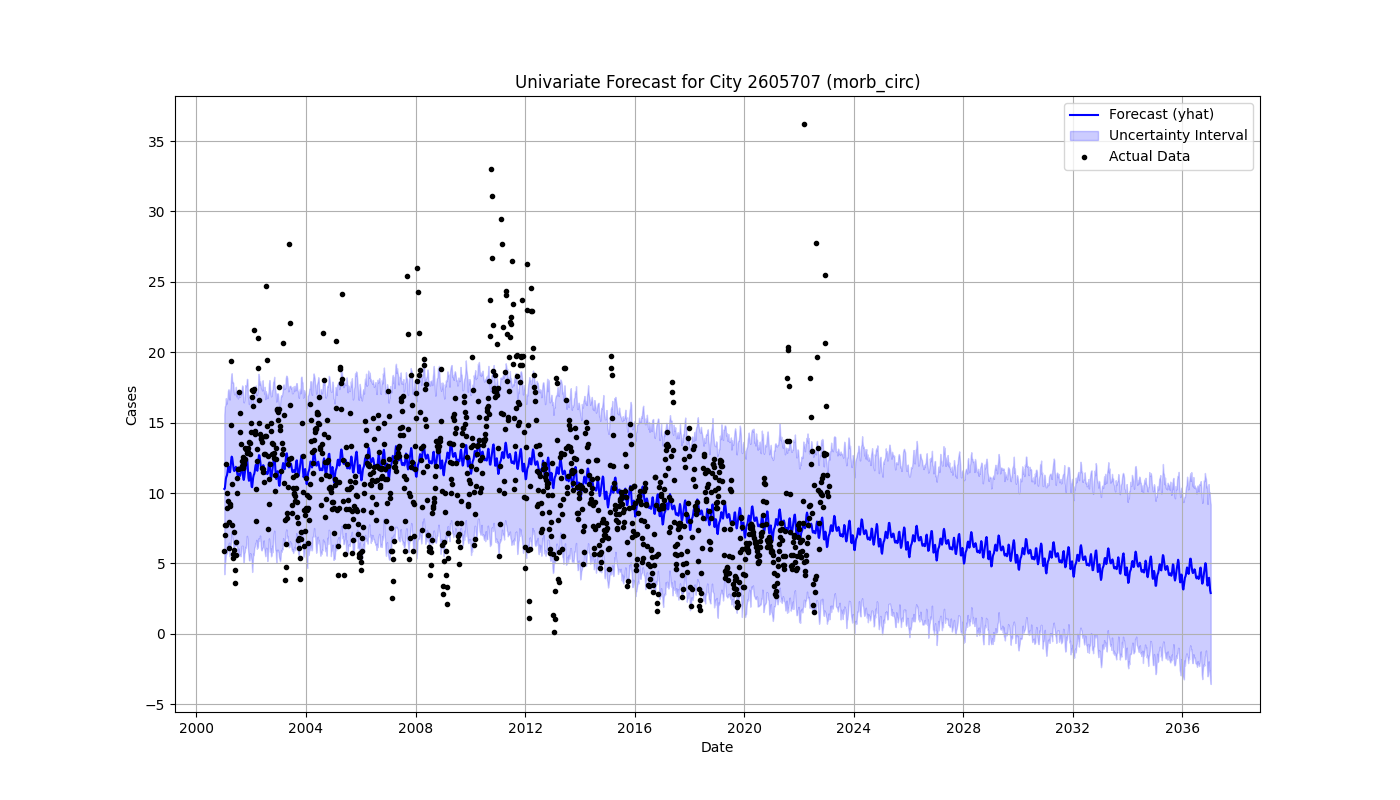 Univariate Forecast for City 2605707 (morb_circ)
Forecast (yhat)
Uncertainty Interval
Actual Data
Cases
35
30
25
20
15
10
5
0
−5
2000 2004 2008 2012 2016 2020 2024 2028 2032 2036
Date